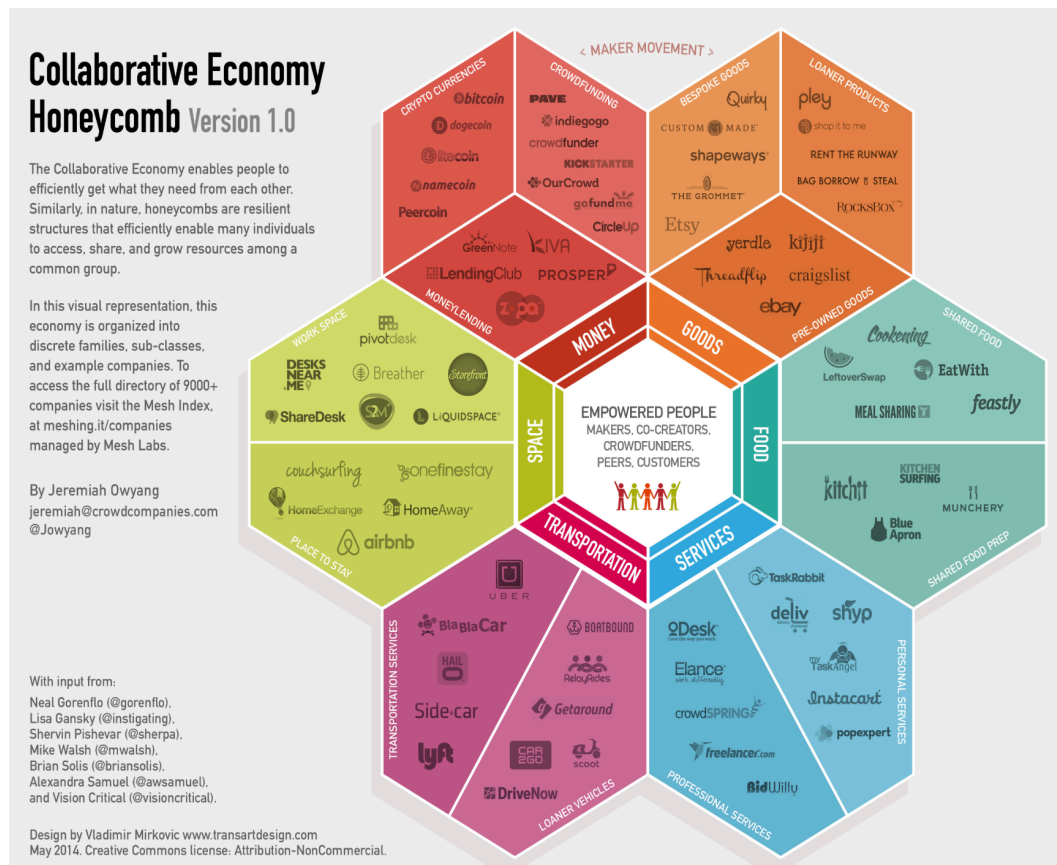 Collaborative Economy
Honeycomb Version 1.0
The Collaborative Economy enables people to
efficiently get what they need from each other.
Similarly, in nature, honeycombs are resilient
structures that efficiently enable many individuals
to access, share, and grow resources among a
common group.
In this visual representation, this
economy is organized into
discrete families, sub-classes,
and example companies. To
access the full directory of 9000+
companies visit the Mesh Index,
at meshing.it/companies
managed by Mesh Labs.
By Jeremiah Owyang
jeremiah@crowdcompanies.com
@Jowyang
With input from:
Neal Gorenflo (@gorenflo),
Lisa Gansky (@instigating),
Shervin Pishevar (@sherpa),
Mike Walsh (@mwalsh),
Brian Solis (@briansolis),
Alexandra Samuel (@awsamuel),
and Vision Critical (@visioncritical).
Design by Vladimir Mirkovic www.transartdesign.com
May 2014. Creative Commons license: Attribution-NonCommercial.
< MAKER MOVEMENT >
CRYPTO CURRENCIES
bitcoin
dogecoin
litecoin
namecoin
Peercoin
CROWDFUNDING
PAVE
indiegogo
crowdfunder
KICKSTARTER
OurCrowd
gofundme
CircleUp
GreenNote
KIVA
LendingClub
PROSPER
zopa
MONEYLENDING
MONEY
BESPOKE GOODS
Quirky
CUSTOM MADE
shapeways
THE GROMMET
Etsy
LOANER PRODUCTS
pley
shop it to me
RENT THE RUNWAY
BAG BORROW & STEAL
ROCKSBOX
yerdle
kijiji
Threadflip
craigslist
ebay
PRE-OWNED GOODS
GOODS
WORK SPACE
pivotdesk
DESKS
NEAR
ME
Breather
Storefront
ShareDesk
S2M
LIQUIDSPACE
couchsurfing
onefinestay
HomeExchange
HomeAway
airbnb
PLACE TO STAY
SPACE
EMPOWERED PEOPLE
MAKERS, CO-CREATORS,
CROWDFUNDERS,
PEERS, CUSTOMERS
SHARED FOOD
Cookening
LeftoverSwap
EatWith
MEAL SHARING
feastly
kitchit
KITCHEN
SURFING
MUNCHERY
Blue
Apron
SHARED FOOD PREP
FOOD
TRANSPORTATION
UBER
BlaBlaCar
HAIL
Side.car
lyft
TRANSPORTATION SERVICES
BOATBOUND
RelayRides
Getaround
CAR
2GO
scoot
DriveNow
LOANER VEHICLES
SERVICES
oDesk
Love the way you work.
Elance
work differently
crowdSPRING
freelancer.com
BidWilly
PROFESSIONAL SERVICES
TaskRabbit
deliv
shyp
my
TaskAngel
Instacart
popexpert
PERSONAL SERVICES